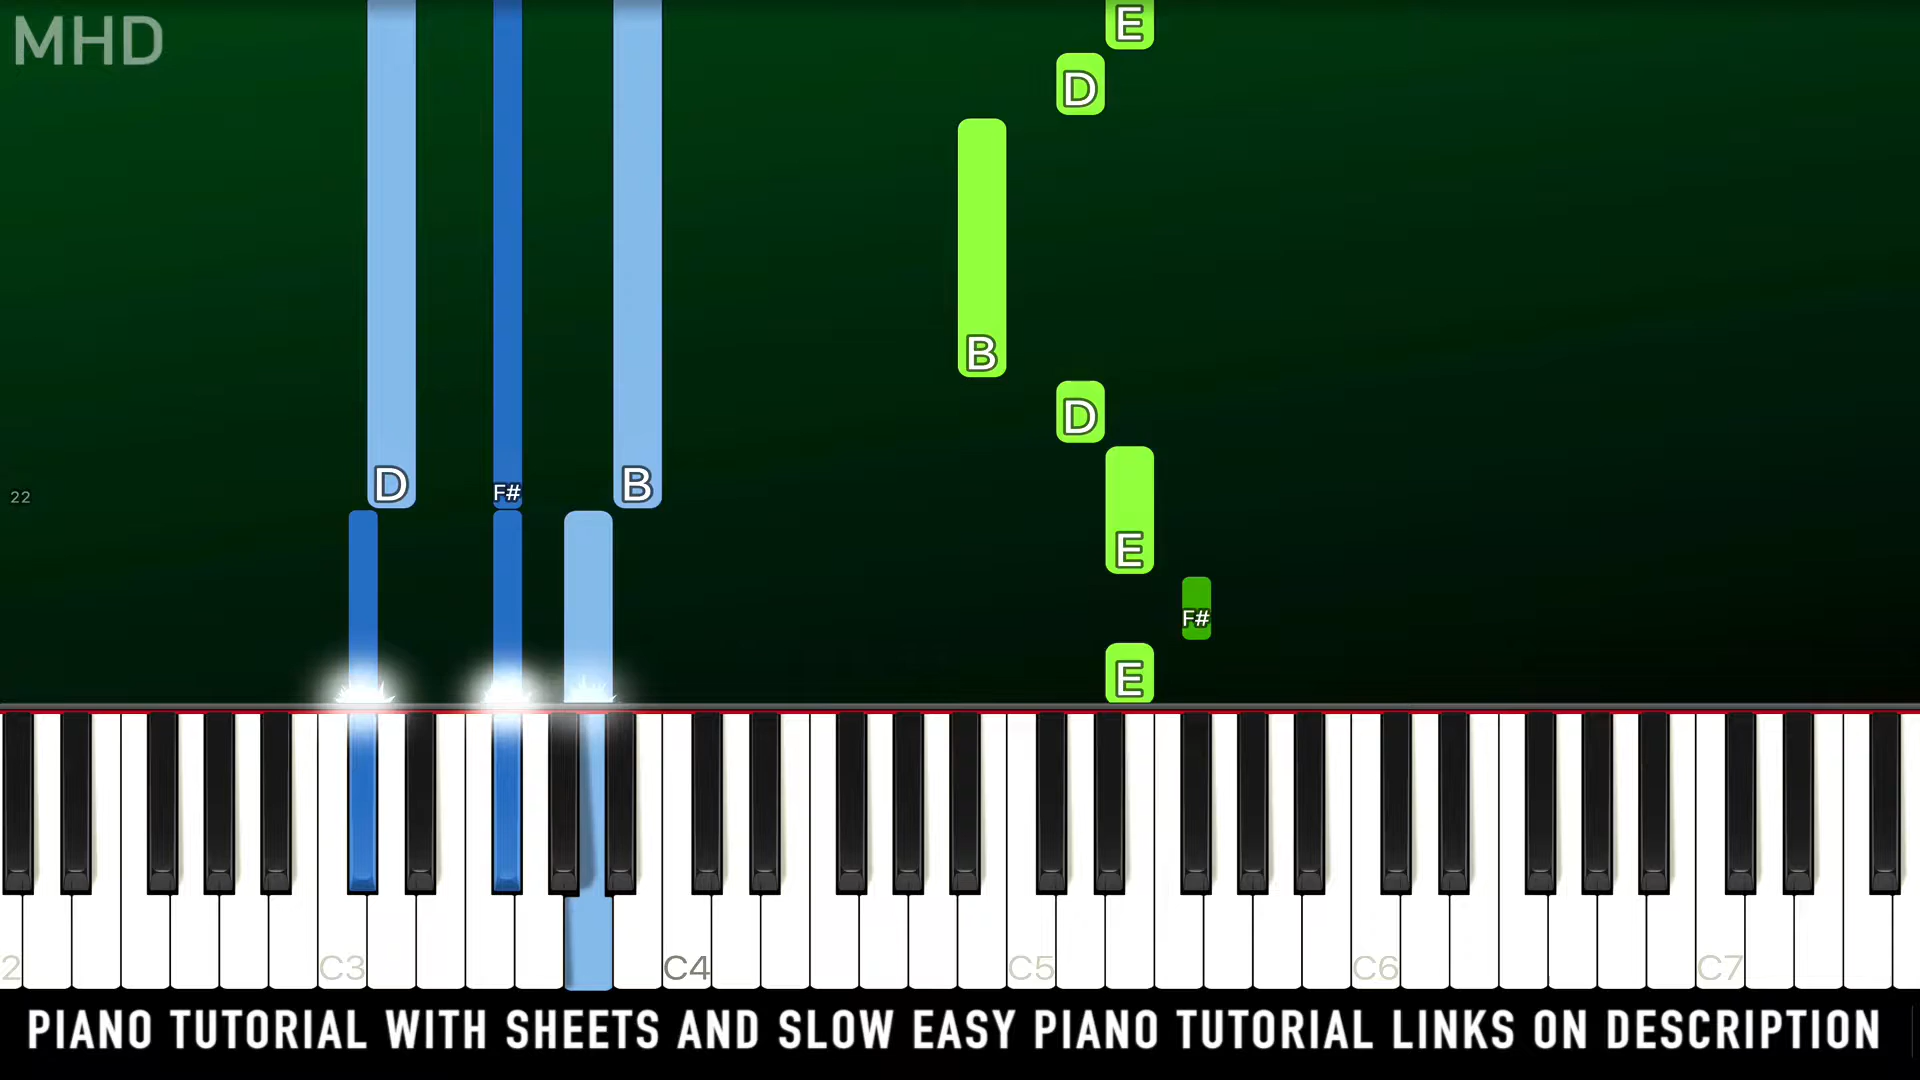 MHD
E
D
B
D
D
F#
B
22
E
F#
E
2
C3
C4
C5
C6
C7
PIANO TUTORIAL WITH SHEETS AND SLOW EASY PIANO TUTORIAL LINKS ON DESCRIPTION